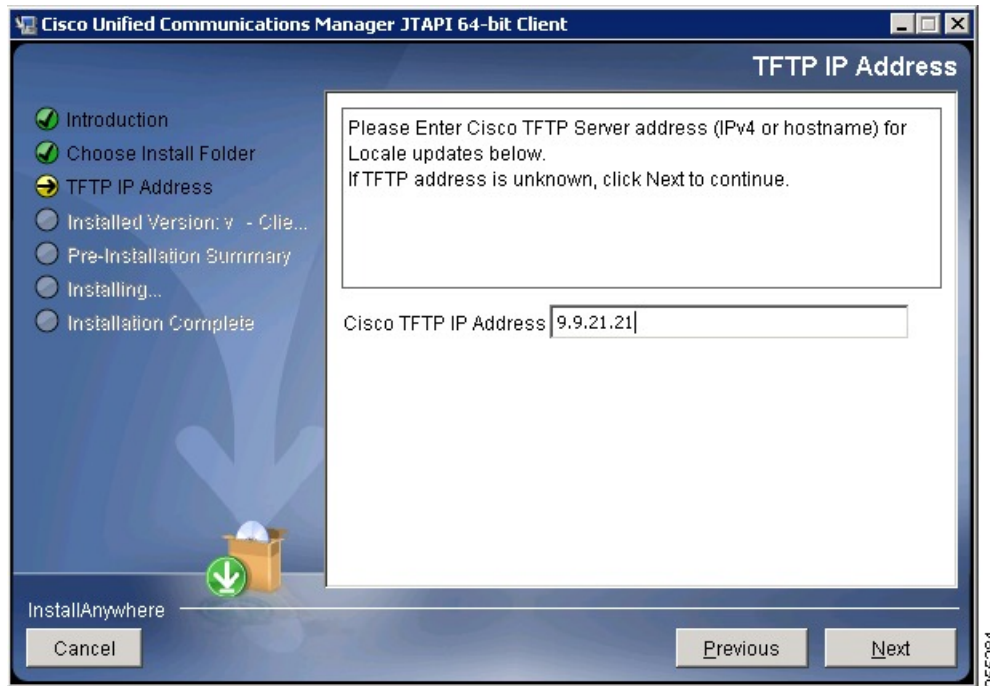 Cisco Unified Communications Manager JTAPI 64-bit Client
TFTP IP Address
Introduction
Choose Install Folder
TFTP IP Address
Installed Version: v - Clie...
Pre-Installation Summary
Installing...
Installation Complete
Please Enter Cisco TFTP Server address (IPv4 or hostname) for
Locale updates below.
If TFTP address is unknown, click Next to continue.
Cisco TFTP IP Address 9.9.21.21
InstallAnywhere
Cancel
Previous
Next